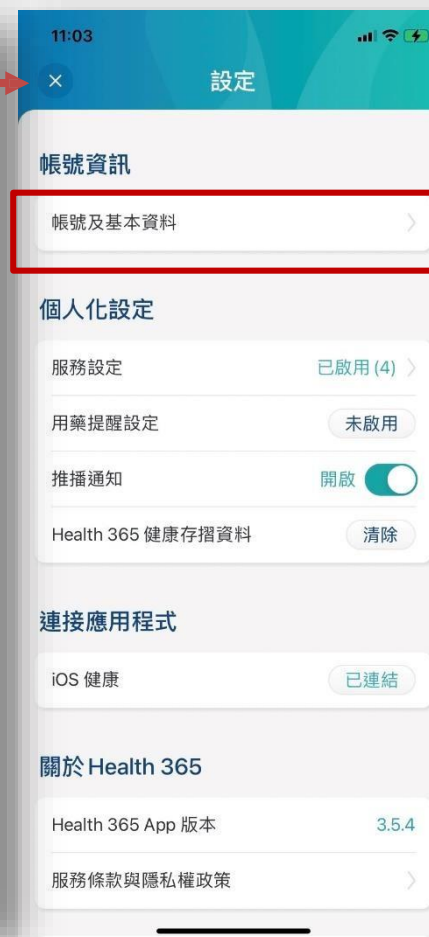 11:03
設定
帳號資訊
帳號及基本資料
個人化設定
服務設定 已啟用 (4)
用藥提醒設定 未啟用
推播通知 開啟
Health 365 健康存摺資料 清除
連接應用程式
iOS 健康 已連結
關於 Health 365
Health 365 App 版本 3.5.4
服務條款與隱私權政策